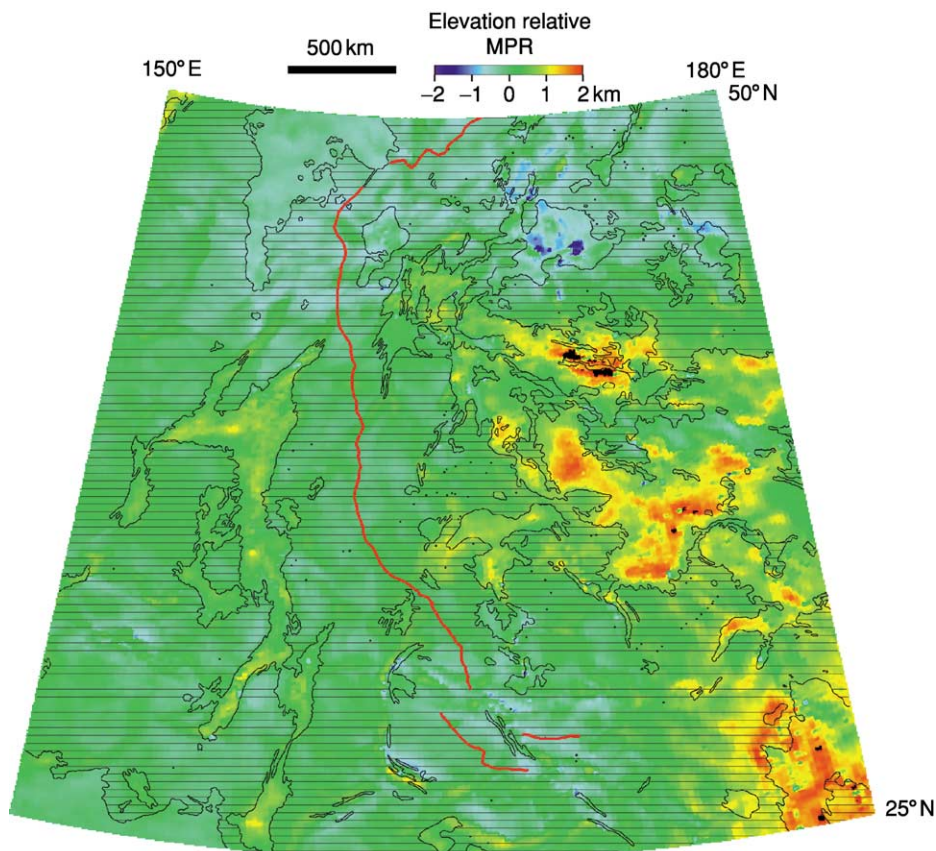 Elevation relative
MPR
500 km
150° E
180° E
−2 −1 0 1 2 km
50° N
25° N